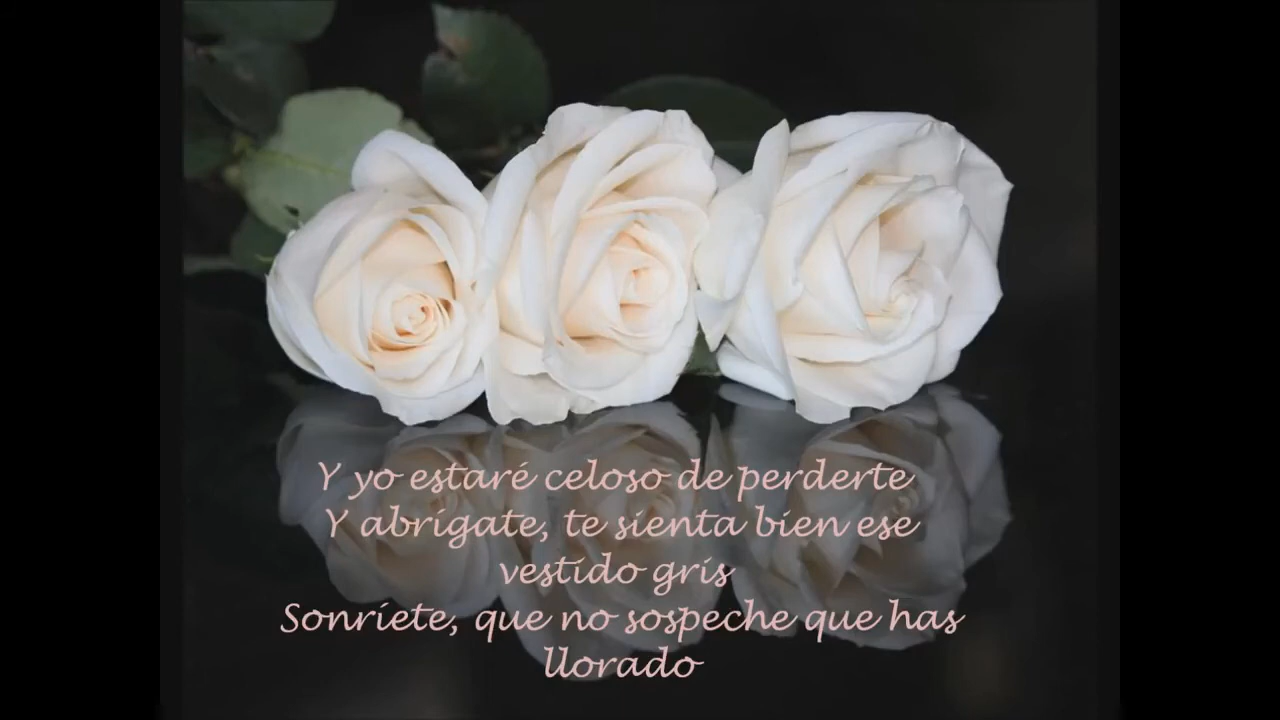 Y yo estaré celoso de perderte
Y abrígate, te sienta bien ese
vestido gris
Sonríete, que no sospeche que has
llorado